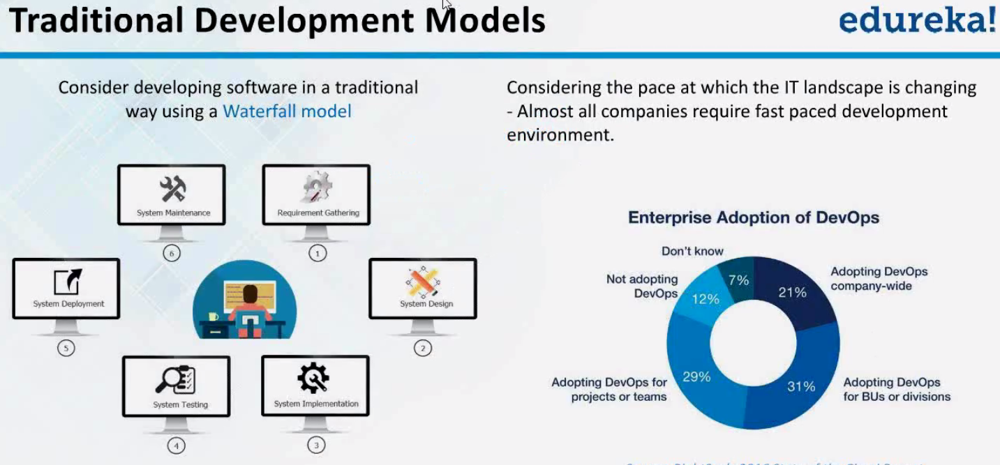 Traditional Development Models
edureka!
Consider developing software in a traditional
way using a Waterfall model
System Maintenance
6
Requirement Gathering
1
System Deployment
5
System Design
2
System Testing
4
System Implementation
3
Considering the pace at which the IT landscape is changing
- Almost all companies require fast paced development
environment.
Enterprise Adoption of DevOps
Don't know
7%
Adopting DevOps
company-wide
21%
Not adopting
DevOps
12%
Adopting DevOps for
projects or teams
29%
31%
Adopting DevOps
for BUs or divisions